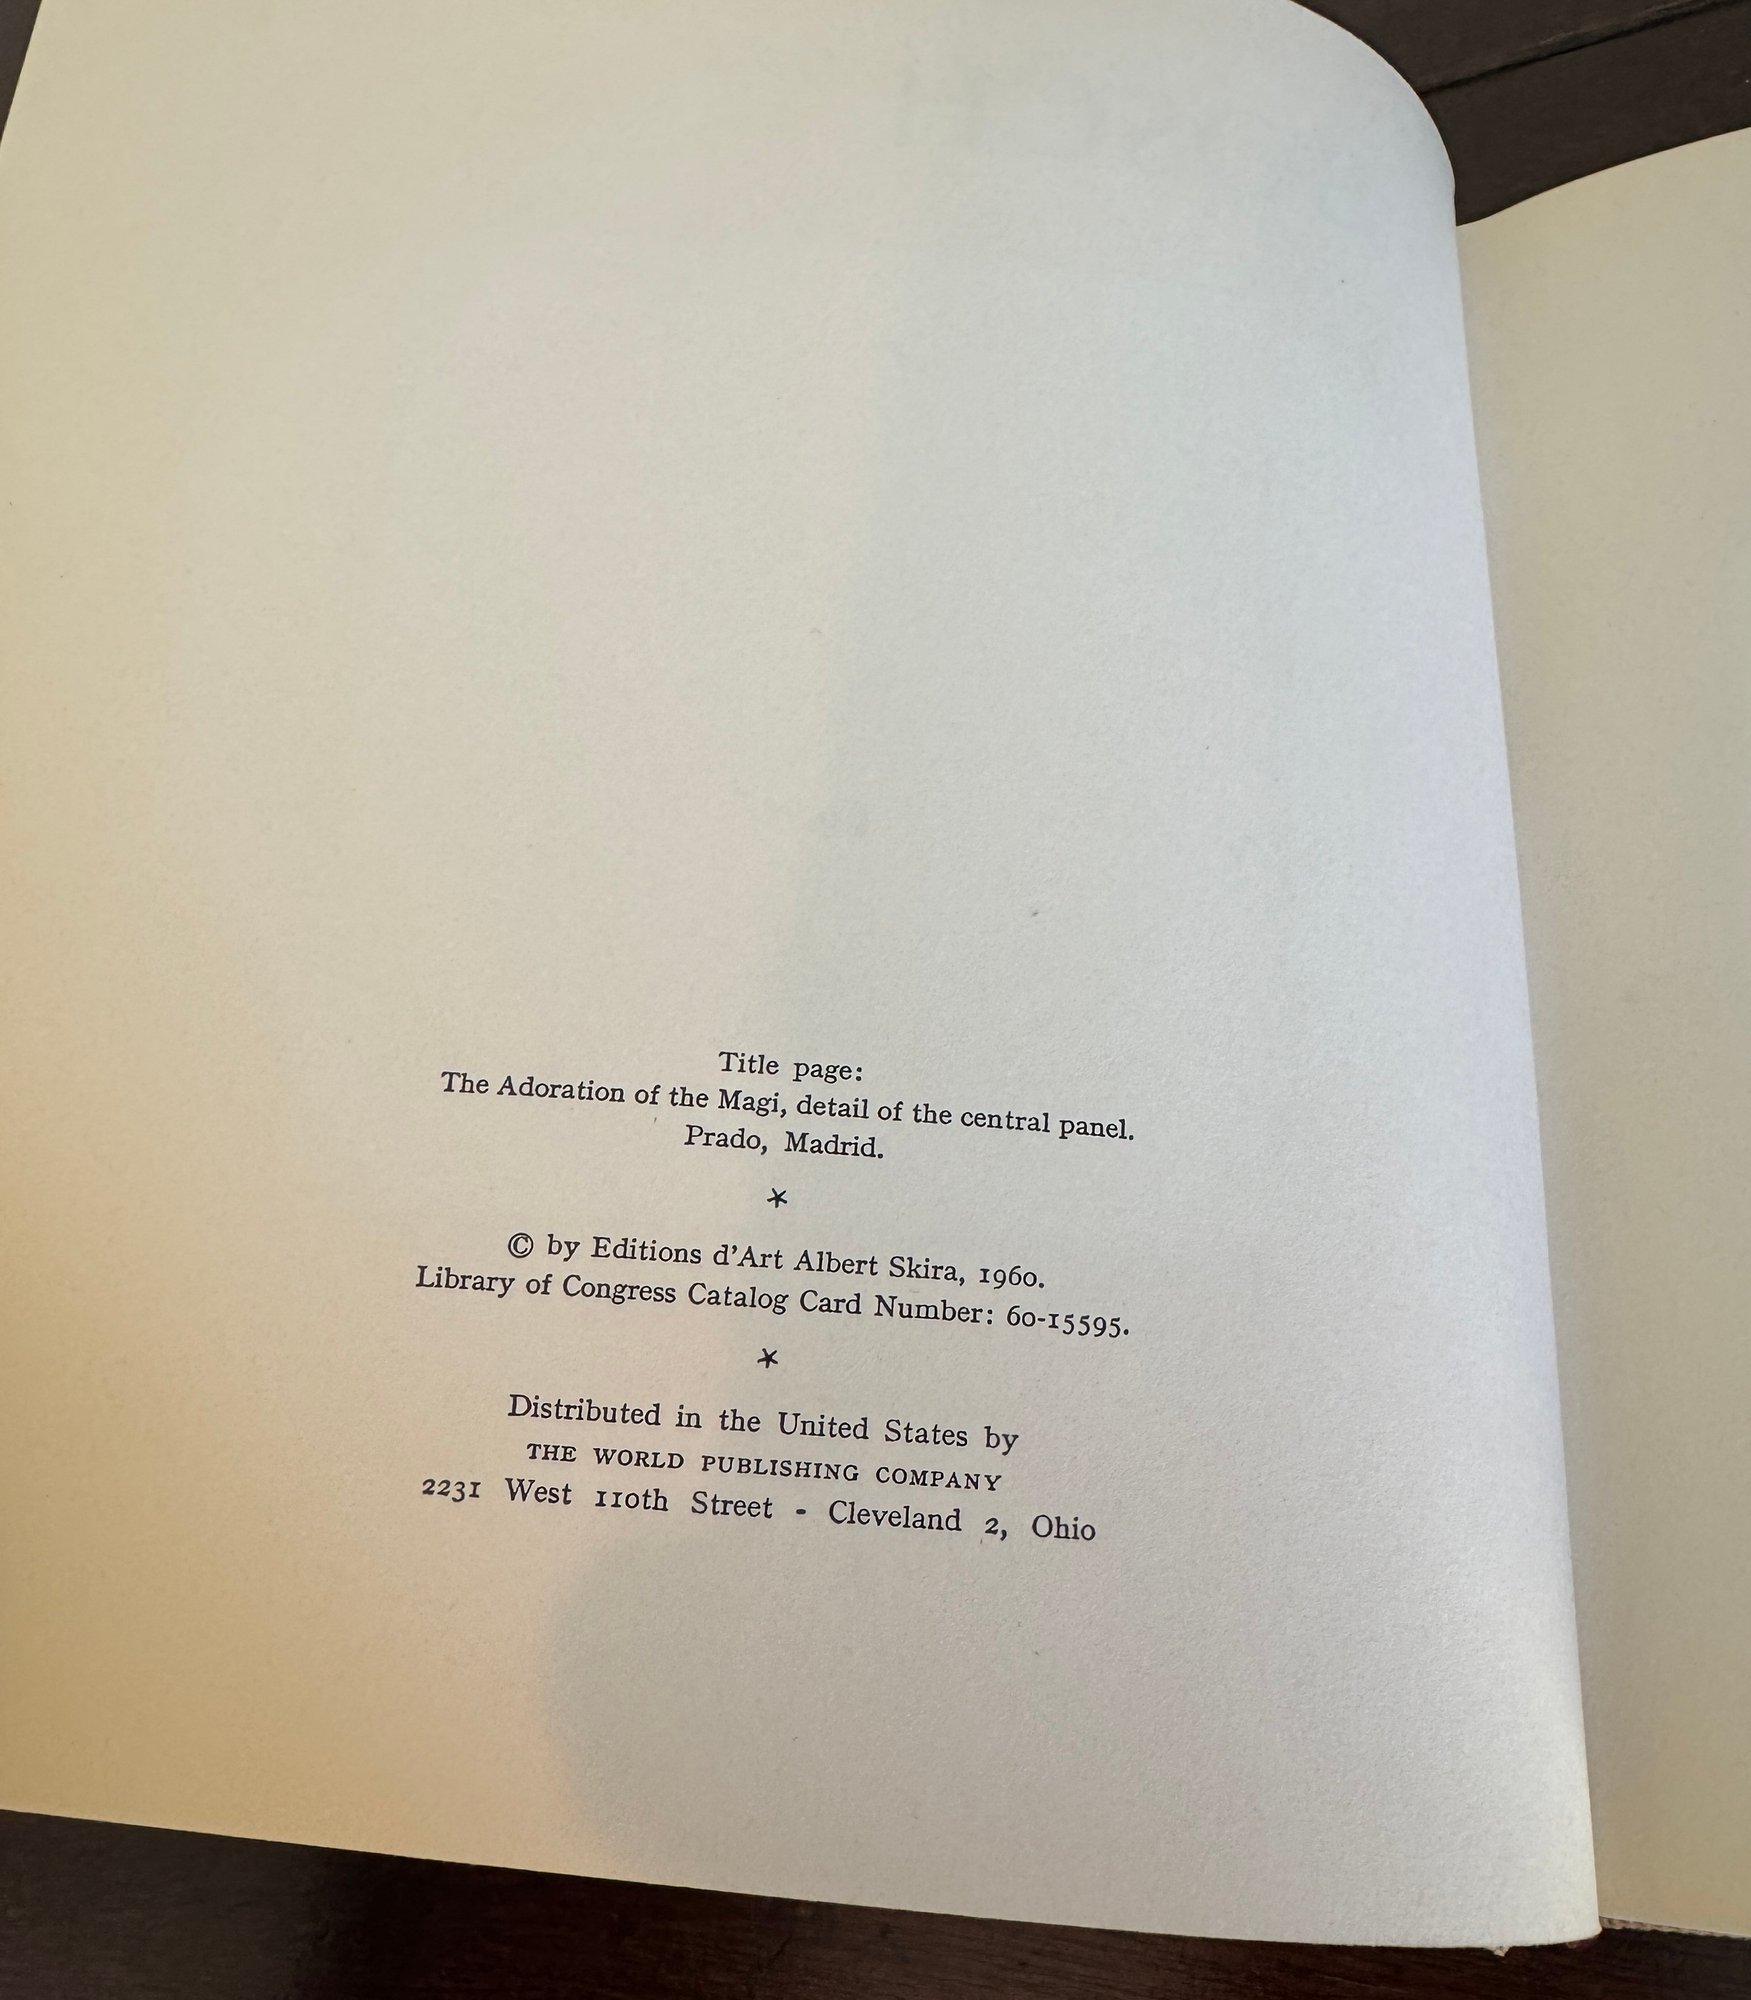 Title page:
The Adoration of the Magi, detail of the central panel.
Prado, Madrid.
*
© by Editions d'Art Albert Skira, 1960.
Library of Congress Catalog Card Number: 60-15595.
*
Distributed in the United States by
THE WORLD PUBLISHING COMPANY
2231 West 110th Street - Cleveland 2, Ohio